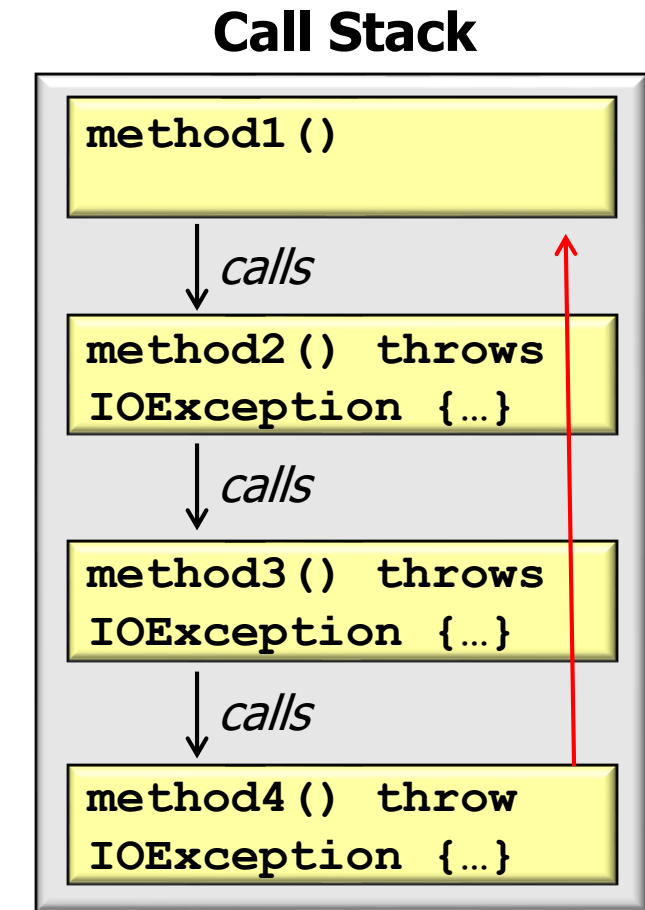 Call Stack
method1()
calls
method2() throws
IOException {…}
calls
method3() throws
IOException {…}
calls
method4() throw
IOException {…}